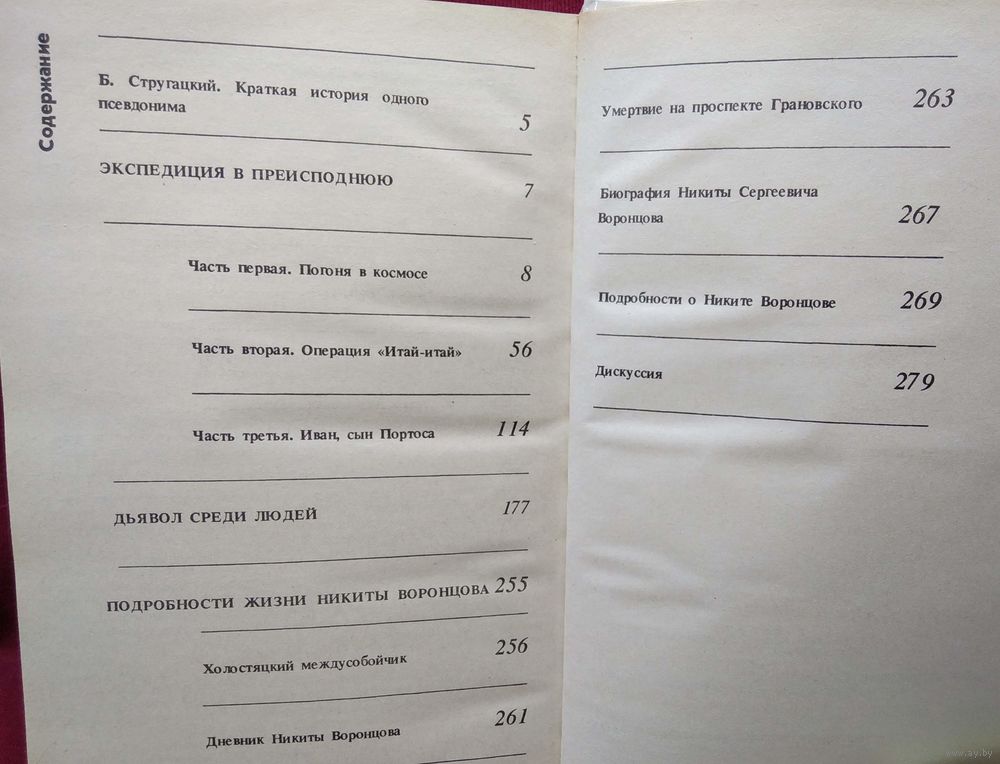 Содержание
Б. Стругацкий. Краткая история одного
псевдонима 5
ЭКСПЕДИЦИЯ В ПРЕИСПОДНЮЮ 7
Часть первая. Погоня в космосе 8
Часть вторая. Операция «Итай-итай» 56
Часть третья. Иван, сын Портоса 114
ДЬЯВОЛ СРЕДИ ЛЮДЕЙ 177
ПОДРОБНОСТИ ЖИЗНИ НИКИТЫ ВОРОНЦОВА 255
Холостяцкий междусобойчик 256
Дневник Никиты Воронцова 261
Умертвие на проспекте Грановского 263
Биография Никиты Сергеевича
Воронцова 267
Подробности о Никите Воронцове 269
Дискуссия 279
www.ay.by